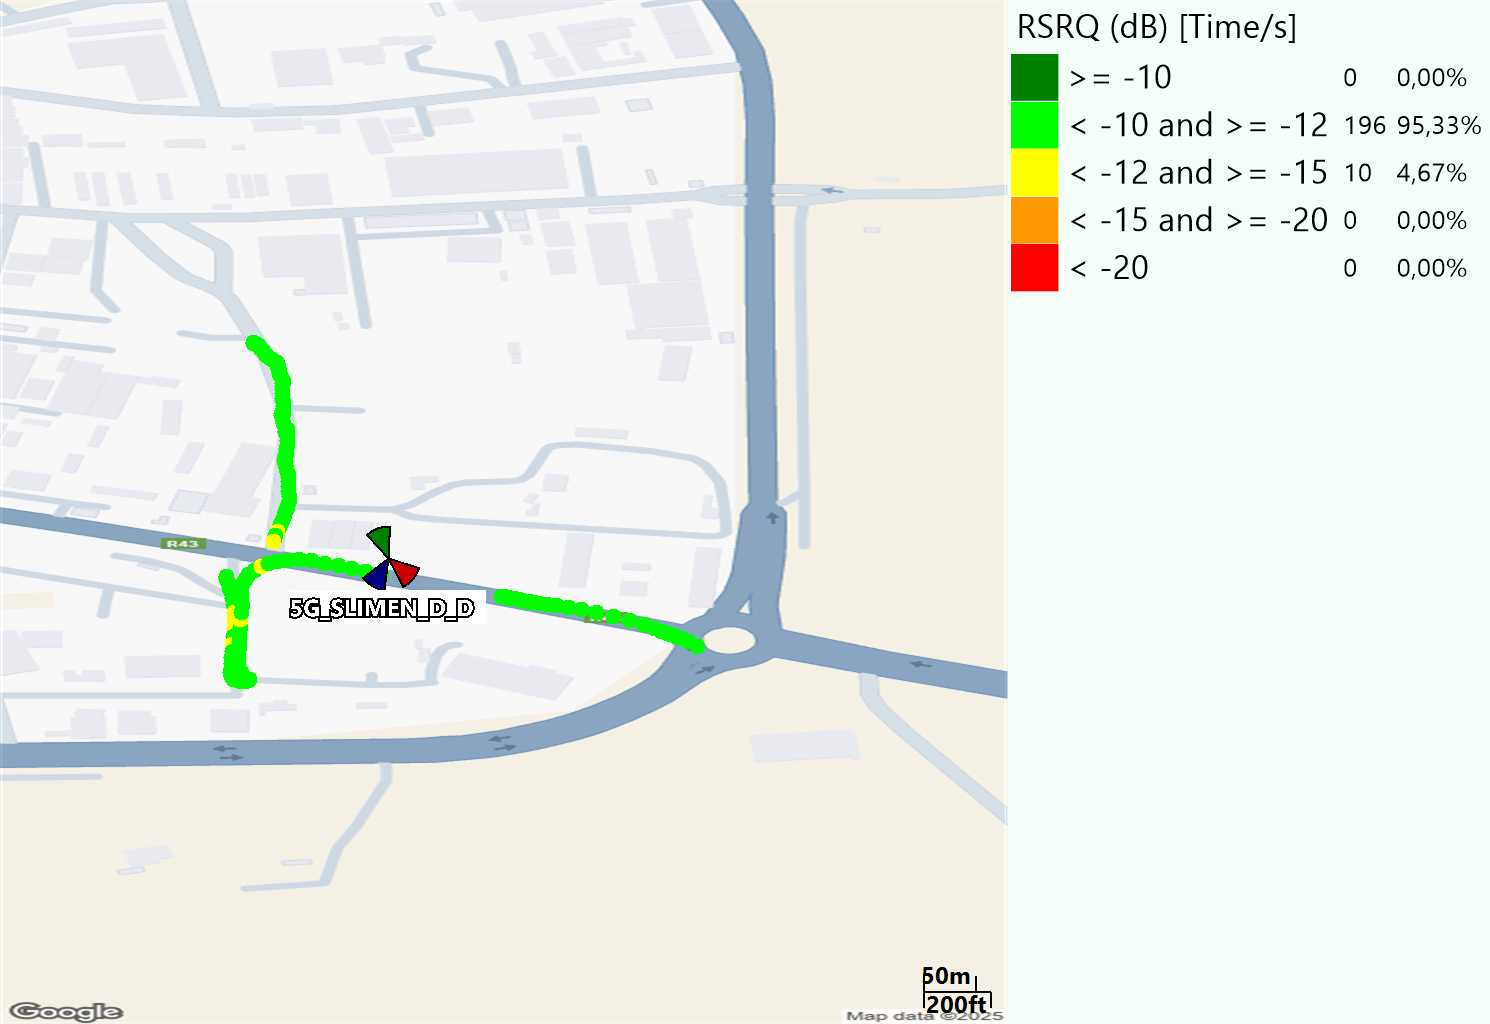 RSRQ (dB) [Time/s]
>= -10 0 0,00%
< -10 and >= -12 196 95,33%
< -12 and >= -15 10 4,67%
< -15 and >= -20 0 0,00%
< -20 0 0,00%
R43
5G_SLIMEN_D_D
50m
200ft
Google
Map data ©2025